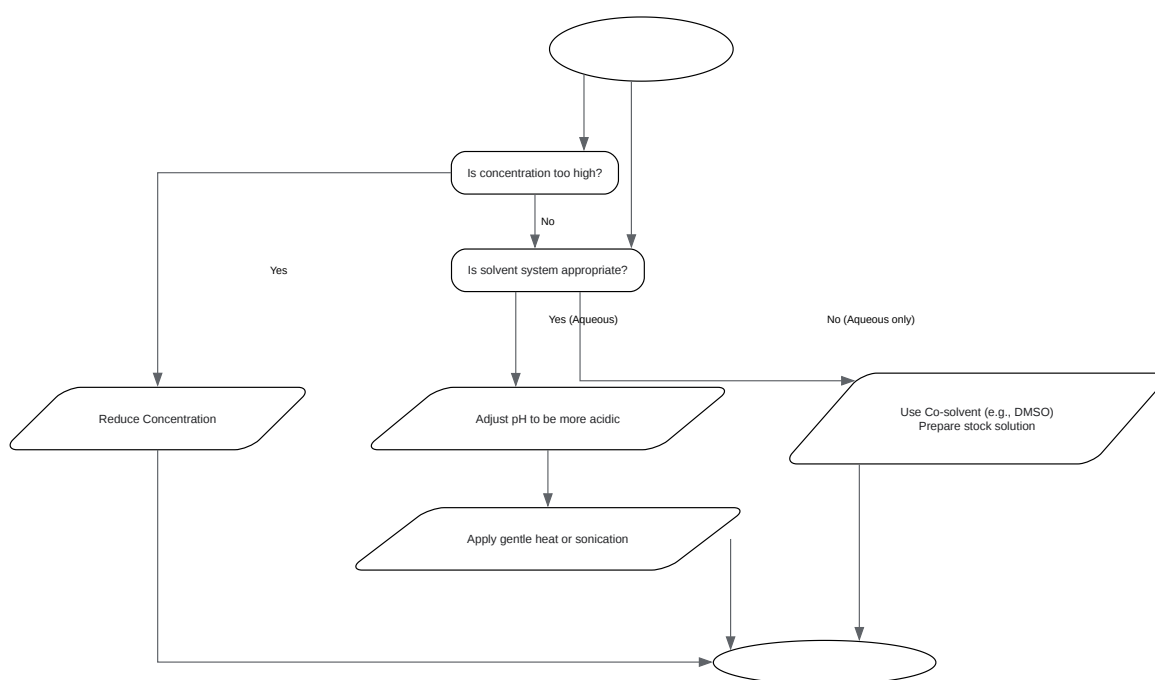 Is concentration too high?
No
Is solvent system appropriate?
Yes
Yes (Aqueous)
No (Aqueous only)
Reduce Concentration
Adjust pH to be more acidic
Use Co-solvent (e.g., DMSO)
Prepare stock solution
Apply gentle heat or sonication